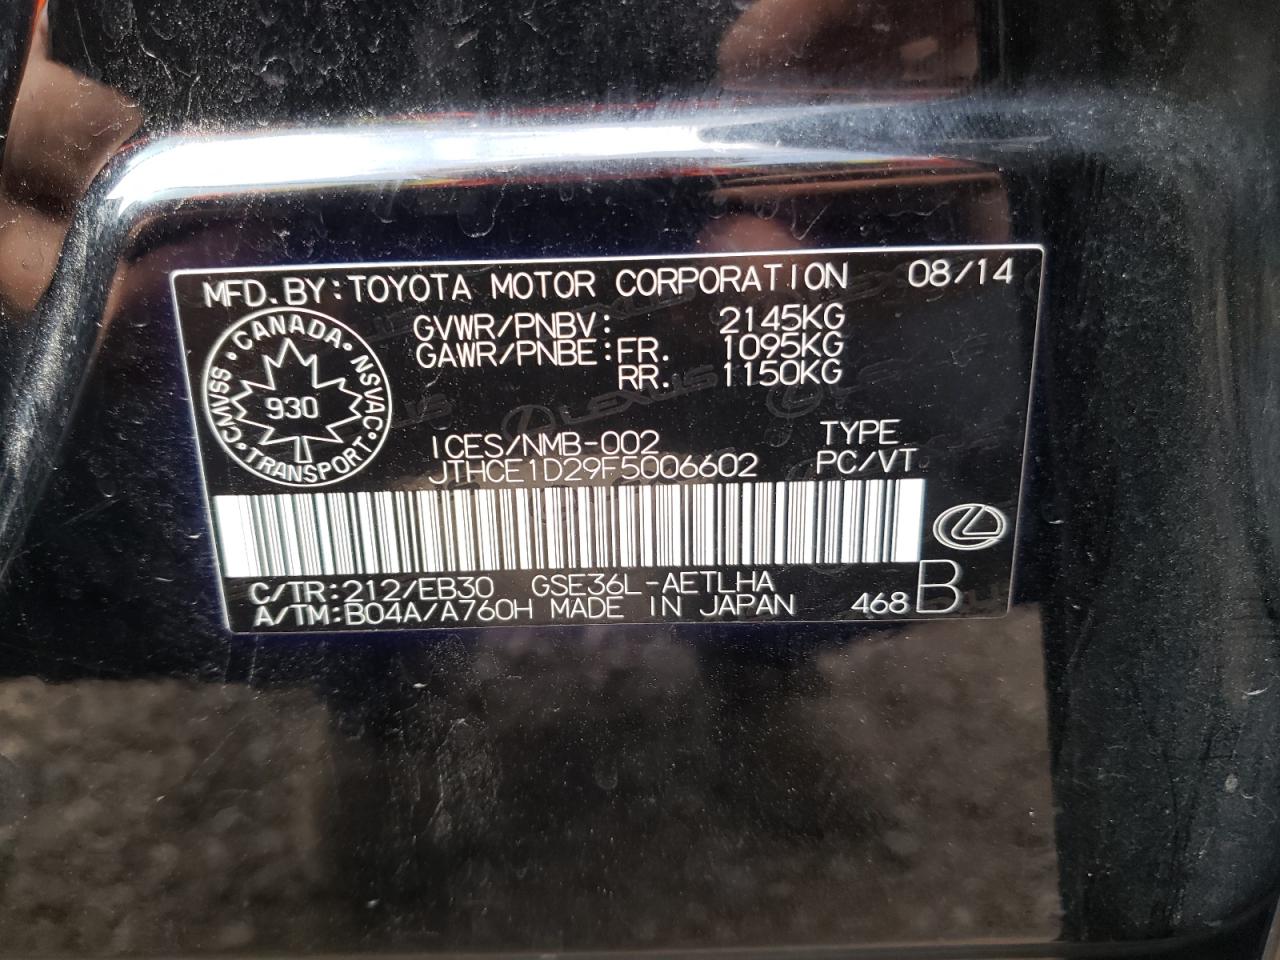 MFD. BY: TOYOTA MOTOR CORPORATION 08/14
GVWR/PNBV: 2145KG
GAWR/PNBE: FR. 1095KG
RR. 1150KG
CANADA
CMVSS NSVAC
930
TRANSPORT
ICES/NMB-002 TYPE
JTHCE1D29F5006602 PC/VT
C/TR: 212/EB30 GSE36L-AETLHA
A/TM: B04A/A760H MADE IN JAPAN 468 B
LEXUS